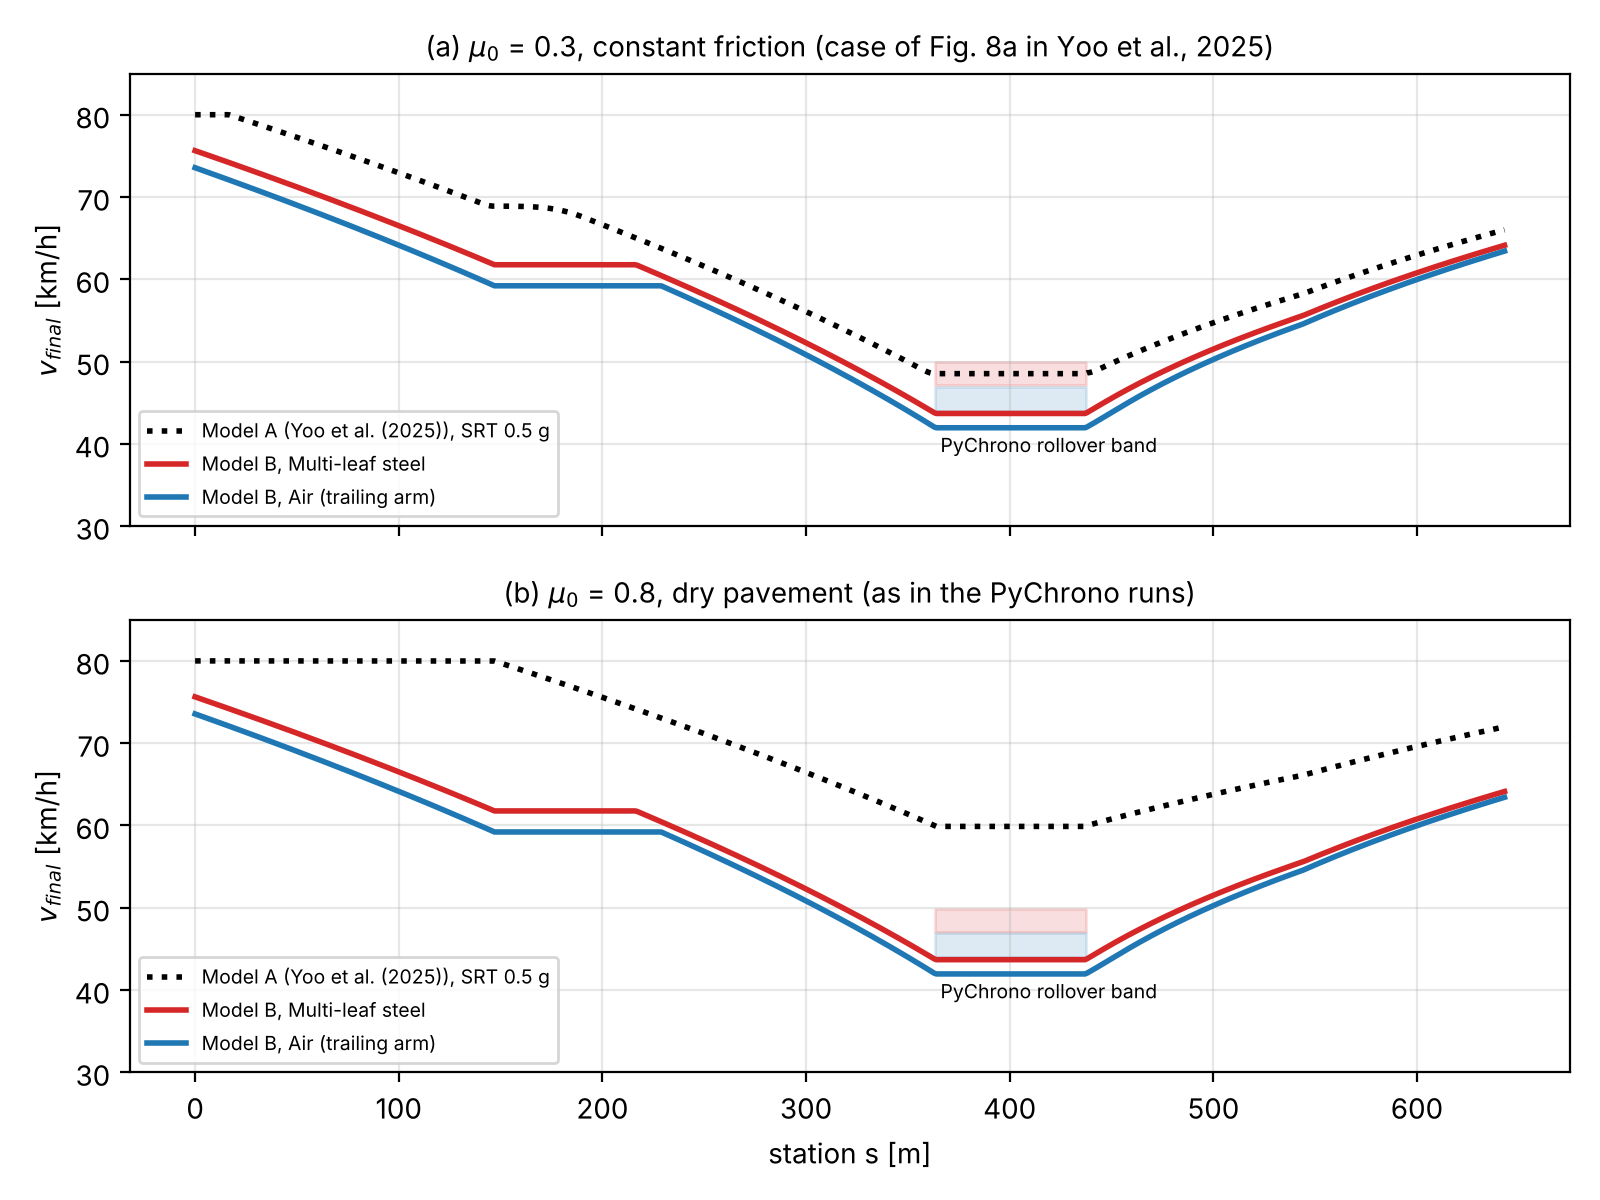 (a) μ0 = 0.3, constant friction (case of Fig. 8a in Yoo et al., 2025)
80
70
60
50
40
30
vfinal [km/h]
PyChrono rollover band
Model A (Yoo et al. (2025)), SRT 0.5 g
Model B, Multi-leaf steel
Model B, Air (trailing arm)
(b) μ0 = 0.8, dry pavement (as in the PyChrono runs)
80
70
60
50
40
30
vfinal [km/h]
PyChrono rollover band
Model A (Yoo et al. (2025)), SRT 0.5 g
Model B, Multi-leaf steel
Model B, Air (trailing arm)
0 100 200 300 400 500 600
station s [m]